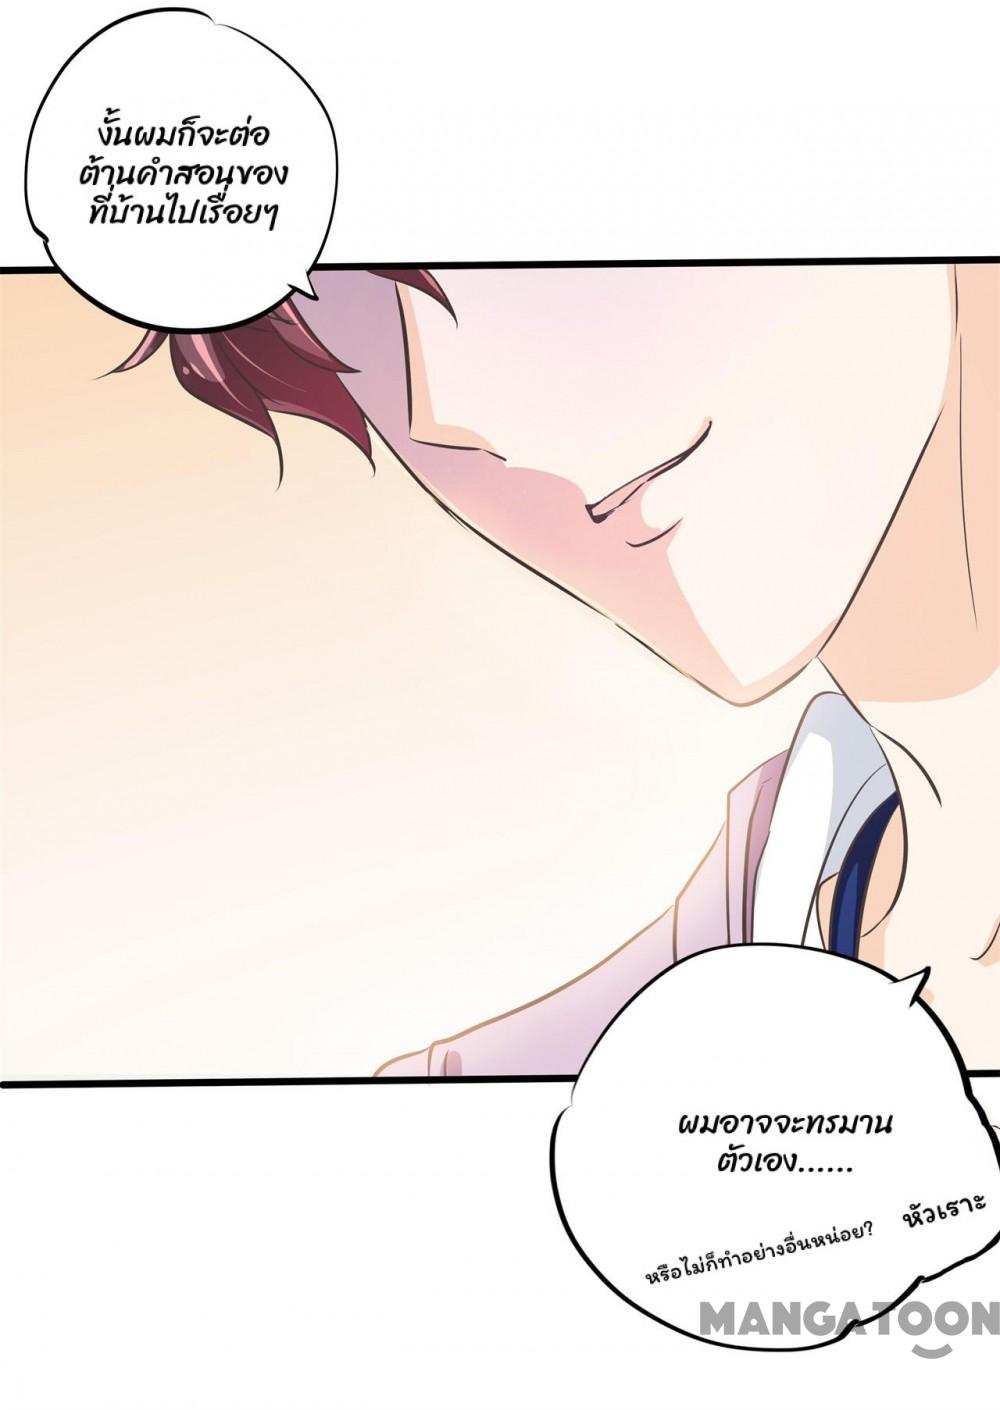 งั้นผมก็จะต่อ
ต้านคำสอนของ
ที่บ้านไปเรื่อยๆ
ผมอาจจะทรมาน
ตัวเอง......
หรือไม่ก็ทำอย่างอื่นหน่อย?
หัวเราะ
MANGATOON